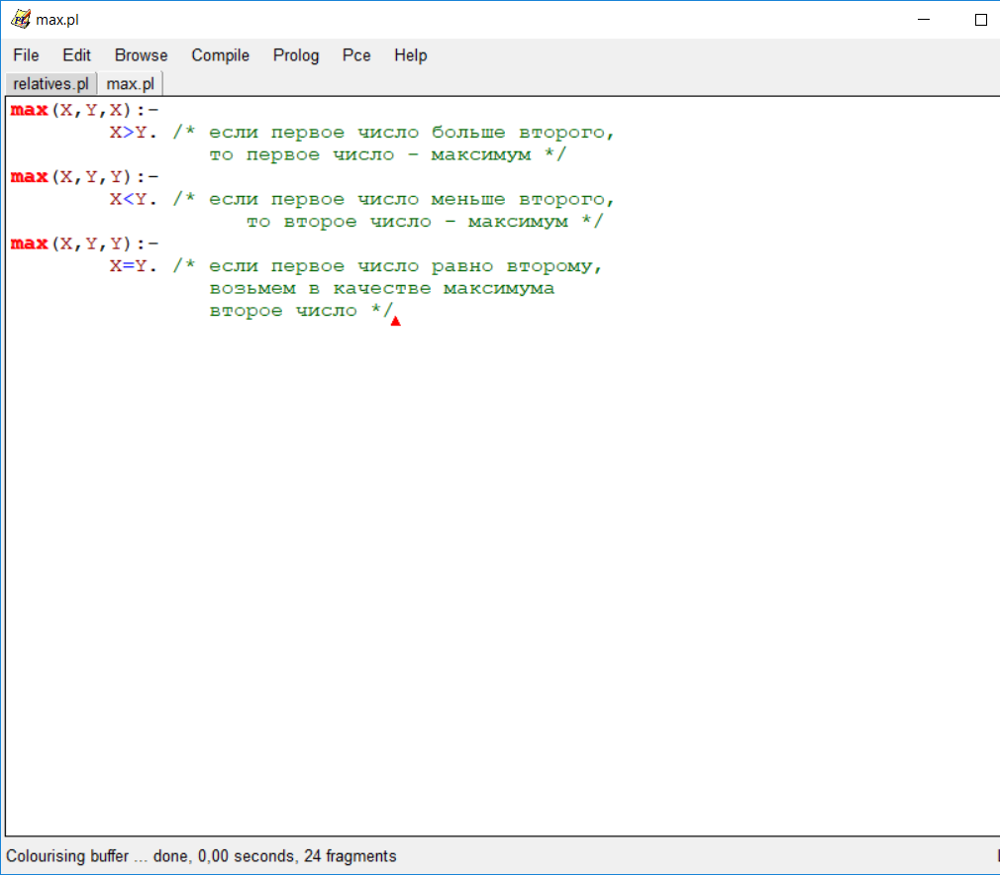 max.pl
File Edit Browse Compile Prolog Pce Help
relatives.pl max.pl
max(X,Y,X):-
X>Y. /* если первое число больше второго,
то первое число - максимум */
max(X,Y,Y):-
X<Y. /* если первое число меньше второго,
то второе число - максимум */
max(X,Y,Y):-
X=Y. /* если первое число равно второму,
возьмем в качестве максимума
второе число */
Colourising buffer ... done, 0,00 seconds, 24 fragments